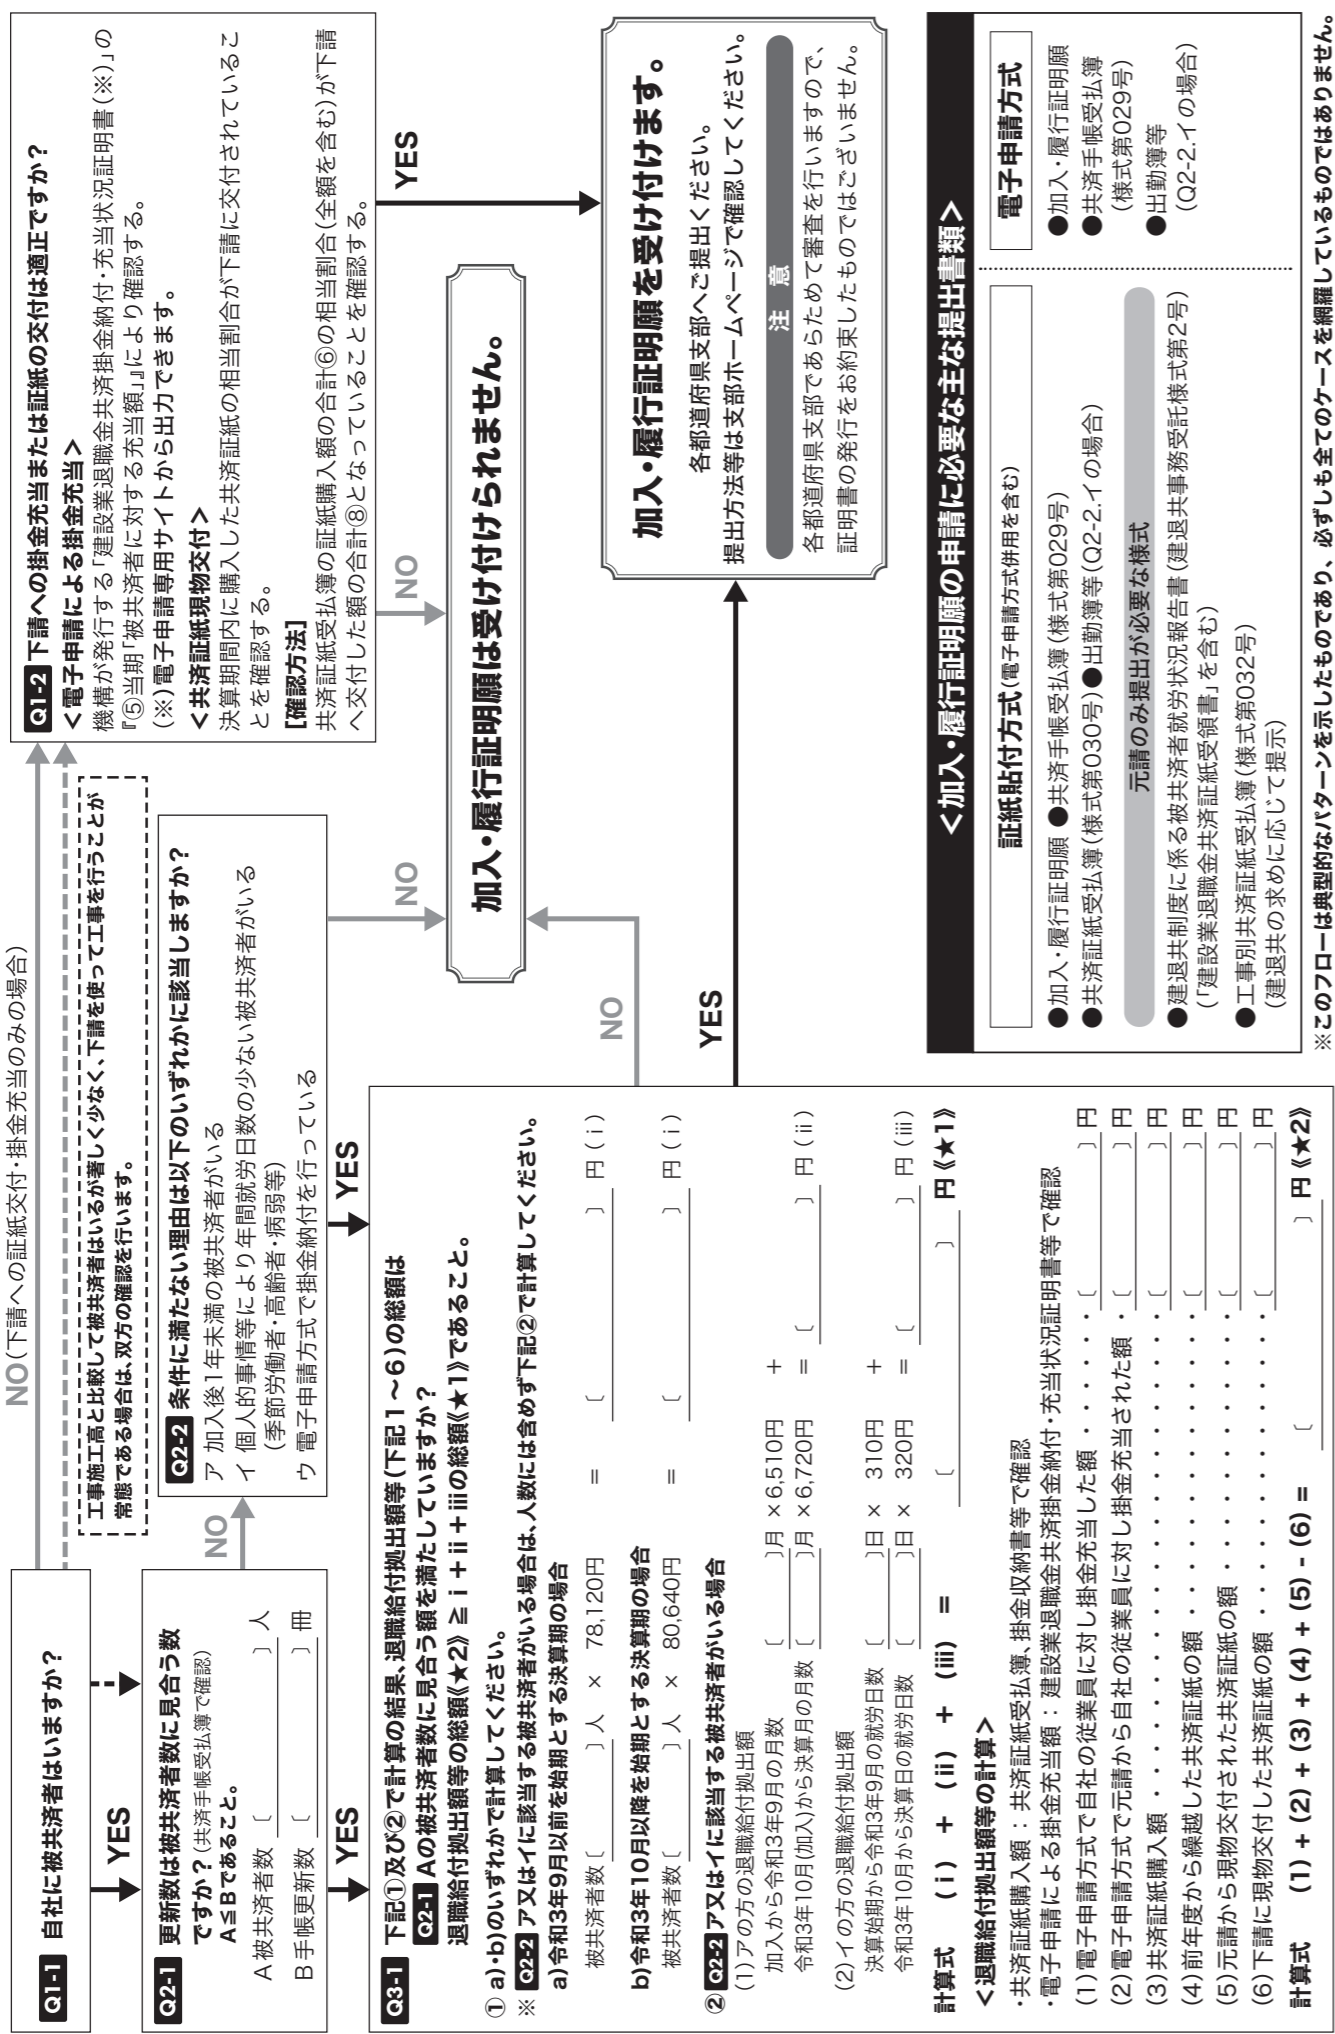 Q1-1 自社に被共済者はいますか？
NO(下請への証紙交付・掛金充当のみの場合)
YES
工事施工高と比較して被共済者はいるが著しく少なく、下請を使って工事を行うことが
常態である場合は、双方の確認を行います。
Q1-2 下請への掛金充当または証紙の交付は適正ですか？
＜電子申請による掛金充当＞
機構が発行する「建設業退職金共済掛金納付・充当状況証明書(※)」の
『⑤当期「被共済者に対する充当額」』により確認する。
(※)電子申請専用サイトから出力できます。
＜共済証紙現物交付＞
決算期間内に購入した共済証紙の相当割合が下請に交付されているこ
とを確認する。
[確認方法]
共済証紙受払簿の証紙購入額の合計⑥の相当割合(全額を含む)が下請
へ交付した額の合計⑧となっていることを確認する。
YES
NO
Q2-1 更新数は被共済者数に見合う数
ですか？(共済手帳受払簿で確認)
A≦Bであること。
A 被共済者数 〔 〕人
B 手帳更新数 〔 〕冊
NO
YES
Q2-2 条件に満たない理由は以下のいずれかに該当しますか？
ア 加入後1年未満の被共済者がいる
イ 個人的事情等により年間就労日数の少ない被共済者がいる
(季節労働者・高齢者・病弱等)
ウ 電子申請方式で掛金納付を行っている
NO
YES
加入・履行証明願は受け付けられません。
加入・履行証明願を受け付けます。
各都道府県支部へご提出ください。
提出方法等は支部ホームページで確認してください。
注 意
各都道府県支部であらためて審査を行いますので、
証明書の発行をお約束したものではございません。
Q3-1 下記①及び②で計算の結果、退職給付拠出額等(下記1～6)の総額は
Q2-1 Aの被共済者数に見合う額を満たしていますか？
退職給付拠出額等の総額《★2》≧ⅰ＋ⅱ＋ⅲの総額《★1》であること。
① a)・b)のいずれかで計算してください。
※ Q2-2 ア又はイに該当する被共済者がいる場合は、人数には含めず下記②で計算してください。
a)令和3年9月以前を始期とする決算期の場合
被共済者数〔 〕人 × 78,120円 ＝ 〔 〕円(ⅰ)
b)令和3年10月以降を始期とする決算期の場合
被共済者数〔 〕人 × 80,640円 ＝ 〔 〕円(ⅰ)
② Q2-2 ア又はイに該当する被共済者がいる場合
(1)アの方の退職給付拠出額
加入から令和3年9月の月数 〔 〕月 ×6,510円 ＋
令和3年10月(加入)から決算月の月数〔 〕月 ×6,720円 ＝ 〔 〕円(ⅱ)
(2)イの方の退職給付拠出額
決算始期から令和3年9月の就労日数 〔 〕日 × 310円 ＋
令和3年10月から決算日の就労日数 〔 〕日 × 320円 ＝ 〔 〕円(ⅲ)
計算式 (ⅰ) ＋ (ⅱ) ＋ (ⅲ) ＝ 〔 〕円《★1》
NO
YES
＜退職給付拠出額等の計算＞
・共済証紙購入額：共済証紙受払簿、掛金収納書等で確認
・電子申請による掛金充当額：建設業退職金共済掛金納付・充当状況証明書等で確認
(1)電子申請方式で自社の従業員に対し掛金充当した額・・・・・〔 〕円
(2)電子申請方式で元請から自社の従業員に対し掛金充当された額・〔 〕円
(3)共済証紙購入額・・・・・・・・・・・・・・・・〔 〕円
(4)前年度から繰越した共済証紙の額・・・・・・・・・・〔 〕円
(5)元請から現物交付された共済証紙の額・・・・・・・・〔 〕円
(6)下請に現物交付した共済証紙の額・・・・・・・・・・〔 〕円
計算式 (1)＋(2)＋(3)＋(4)＋(5)－(6)＝ 〔 〕円《★2》
＜加入・履行証明願の申請に必要な主な提出書類＞
証紙貼付方式(電子申請方式併用を含む)
●加入・履行証明願 ●共済手帳受払簿(様式第029号)
●共済証紙受払簿(様式第030号)●出勤簿等(Q2-2.イの場合)
元請のみ提出が必要な様式
●建退共制度に係る被共済者就労状況報告書(建退共事務受託様式第2号)
(「建設業退職金共済証紙受領書」を含む)
●工事別共済証紙受払簿(様式第032号)
(建退共の求めに応じて提示)
電子申請方式
●加入・履行証明願
●共済手帳受払簿
(様式第029号)
●出勤簿等
(Q2-2.イの場合)
※このフローは典型的なパターンを示したものであり、必ずしも全てのケースを網羅しているものではありません。